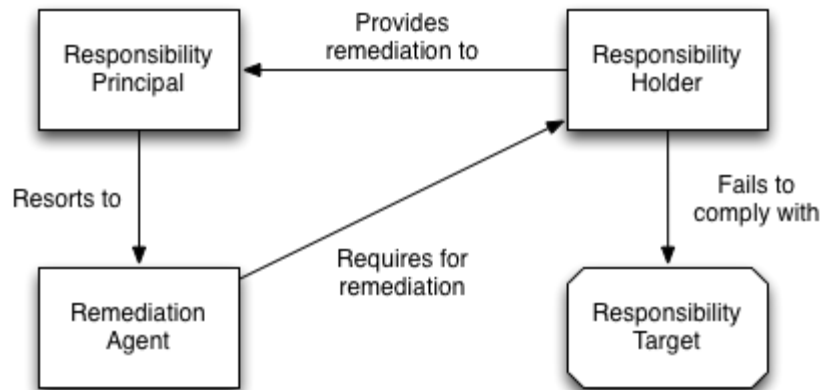 Provides
remediation to
Responsibility
Principal
Responsibility
Holder
Resorts to
Fails to
comply with
Requires for
remediation
Remediation
Agent
Responsibility
Target